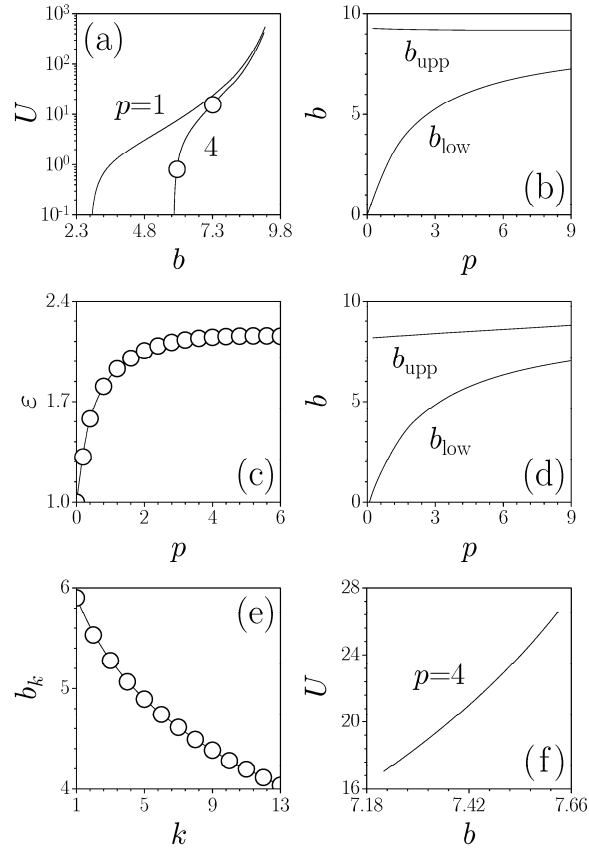 10³
10²
10¹
10⁰
10⁻¹
U
(a)
p=1
4
2.3 4.8 7.3 9.8
b
10
5
0
b
b_upp
b_low
(b)
0 3 6 9
p
2.4
1.7
1.0
ε
(c)
0 2 4 6
p
10
5
0
b
b_upp
b_low
(d)
0 3 6 9
p
6
5
4
b_k
(e)
1 5 9 13
k
28
24
20
16
U
p=4
(f)
7.18 7.42 7.66
b